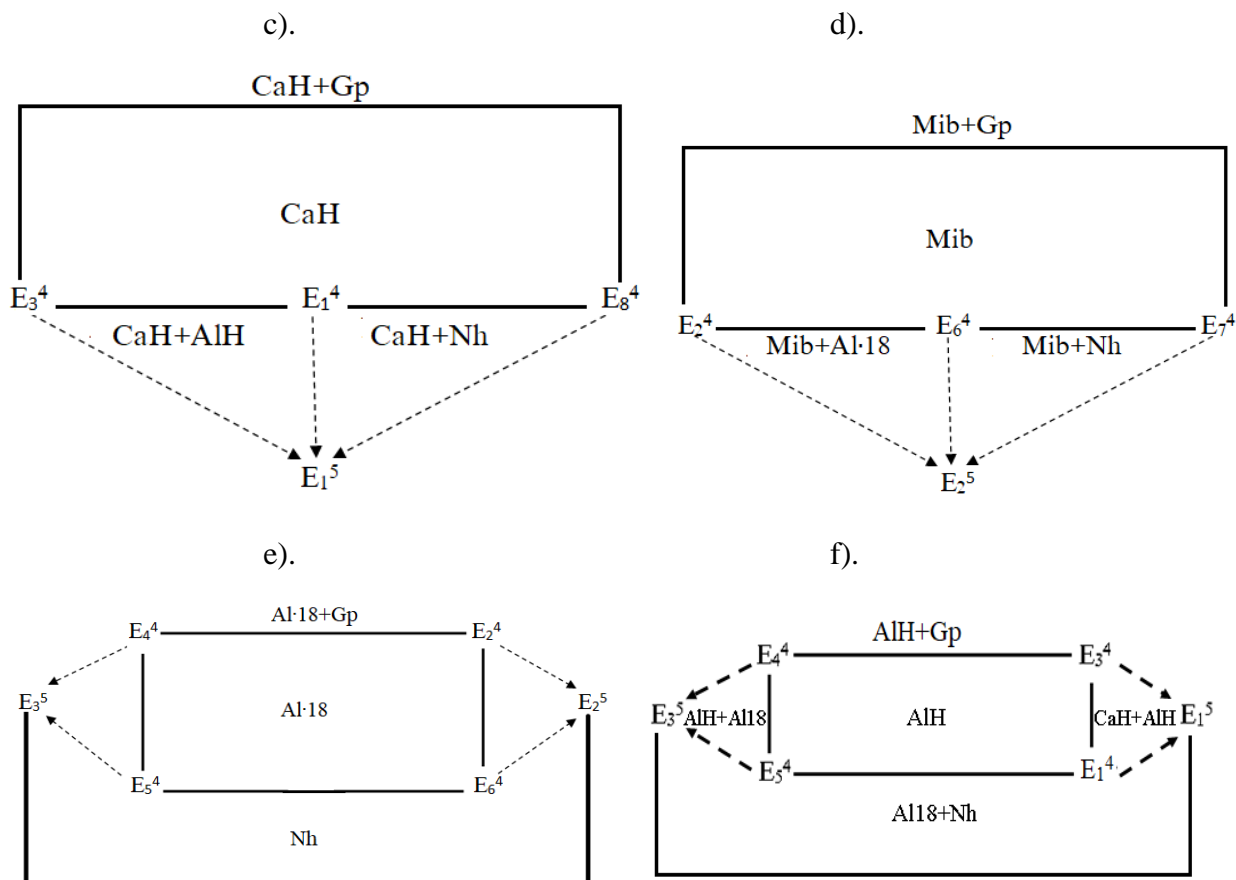 c).
CaH+Gp
CaH
E₃⁴ E₁⁴ E₈⁴
CaH+AlH CaH+Nh
E₁⁵
d).
Mib+Gp
Mib
E₂⁴ E₆⁴ E₇⁴
Mib+Al·18 Mib+Nh
E₂⁵
e).
Al·18+Gp
E₄⁴ E₂⁴
E₃⁵ Al·18 E₂⁵
E₅⁴ E₆⁴
Nh
f).
AlH+Gp
E₄⁴ E₃⁴
E₃⁵ AlH+Al18 AlH CaH+AlH E₁⁵
E₅⁴ E₁⁴
Al18+Nh